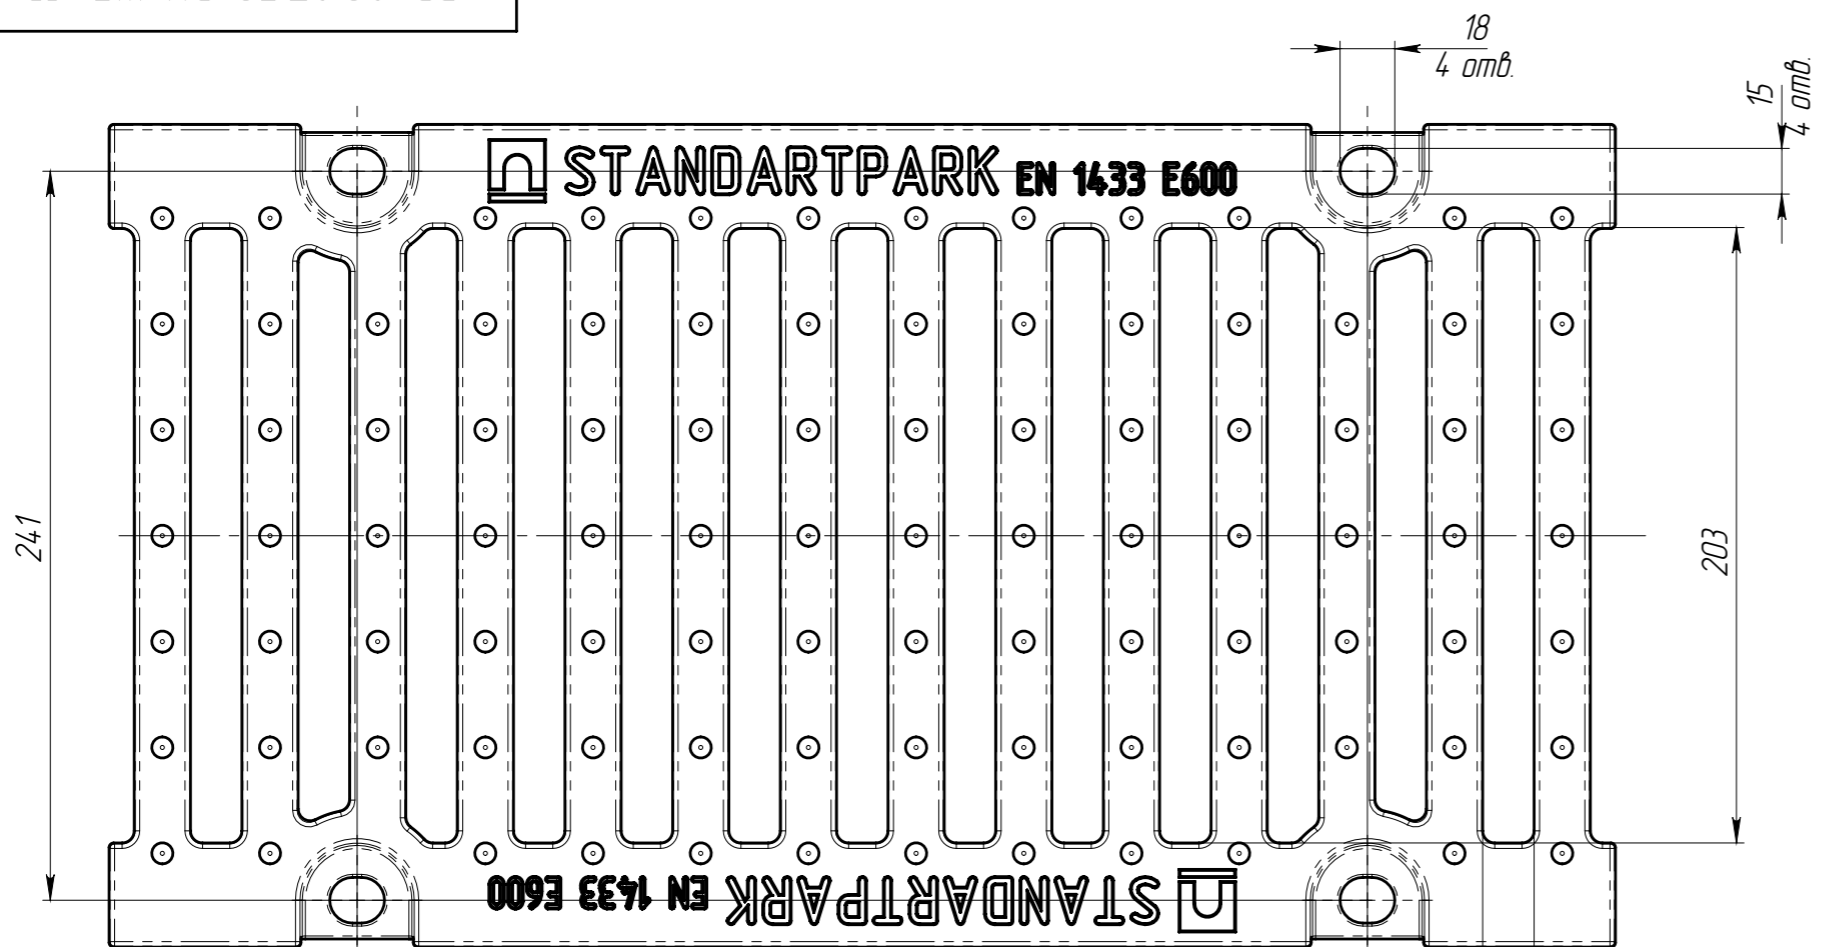 18
4 отв.
15
4 отв.
STANDARTPARK EN 1433 E600
241
203
STANDARTPARK EN 1433 E600